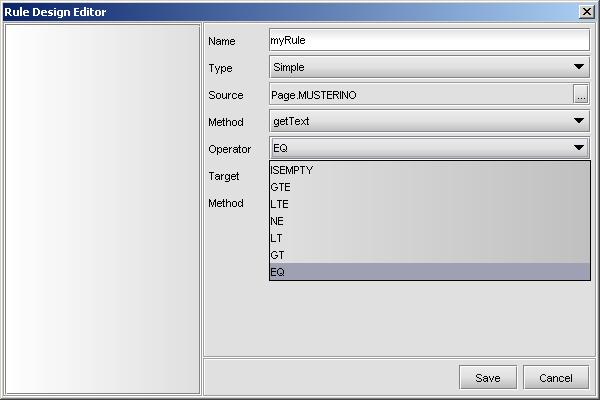 Rule Design Editor
Name myRule
Type Simple
Source Page.MUSTERINO ...
Method getText
Operator EQ
Target ISEMPTY
GTE
Method LTE
NE
LT
GT
EQ
Save Cancel